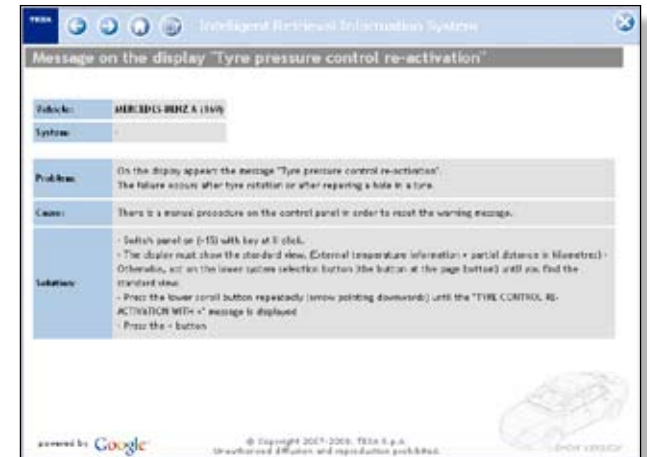 TEXA Intelligent Retrieval Information System
Message on the display "Tyre pressure control re-activation"
Vehicle: MERCEDES-BENZ A (169)
System: -
Problem: On the display appears the message "Tyre pressure control re-activation".
The failure occurs after tyre rotation or after repairing a hole in a tyre.
Cause: There is a manual procedure on the control panel in order to reset the warning message.
Solution: - Switch panel on (+15) with key at II click.
- The display must show the standard view. (External temperature information + partial distance in kilometres) -
Otherwise, act on the lower system selection button (the button at the page bottom) until you find the
standard view.
- Press the lower scroll button repeatedly (arrow pointing downwards) until the "TYRE CONTROL RE-
ACTIVATION WITH +" message is displayed
- Press the + button
powered by Google
© Copyright 2007-2008. TEXA S.p.A.
Unauthorized diffusion and reproduction prohibited.